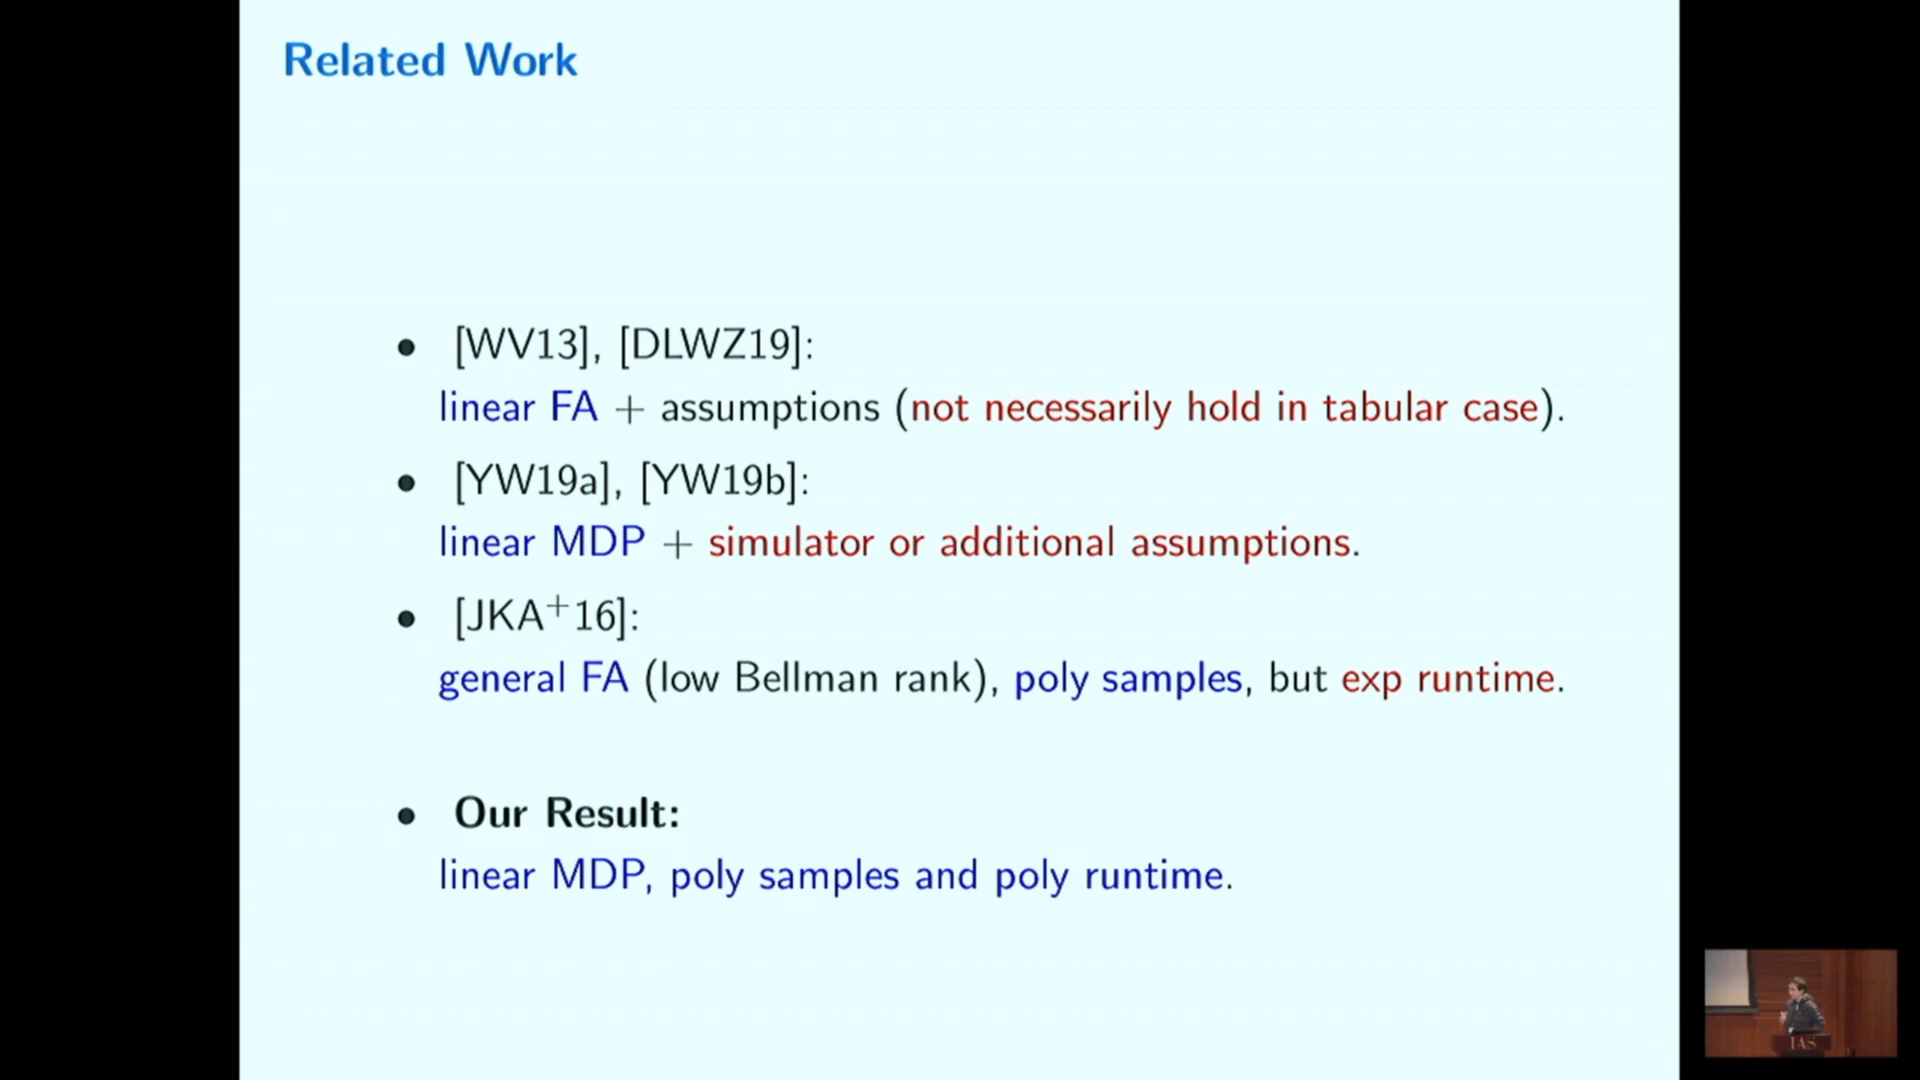 Related Work
• [WV13], [DLWZ19]:
linear FA + assumptions (not necessarily hold in tabular case).
• [YW19a], [YW19b]:
linear MDP + simulator or additional assumptions.
• [JKA⁺16]:
general FA (low Bellman rank), poly samples, but exp runtime.
• Our Result:
linear MDP, poly samples and poly runtime.
IAS